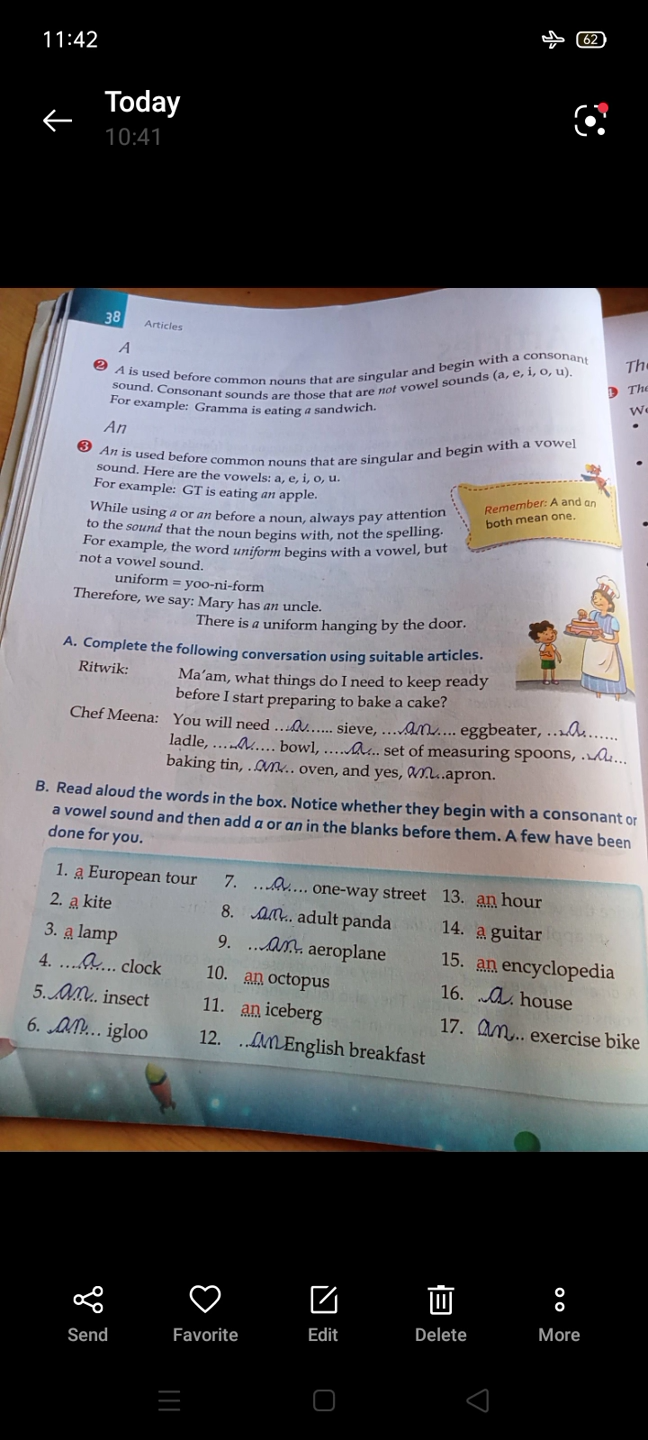 11:42
62
Today
10:41
38 Articles
A
2 A is used before common nouns that are singular and begin with a consonant
sound. Consonant sounds are those that are not vowel sounds (a, e, i, o, u).
For example: Gramma is eating a sandwich.
An
3 An is used before common nouns that are singular and begin with a vowel
sound. Here are the vowels: a, e, i, o, u.
For example: GT is eating an apple.
While using a or an before a noun, always pay attention
to the sound that the noun begins with, not the spelling.
For example, the word uniform begins with a vowel, but
not a vowel sound.
uniform = yoo-ni-form
Therefore, we say: Mary has an uncle.
There is a uniform hanging by the door.
Remember: A and an
both mean one.
A. Complete the following conversation using suitable articles.
Ritwik: Ma'am, what things do I need to keep ready
before I start preparing to bake a cake?
Chef Meena: You will need ...a...... sieve, ....an.... eggbeater, ...a......
ladle, ....a.... bowl, .....a... set of measuring spoons, ..a...
baking tin, .an.. oven, and yes, an..apron.
B. Read aloud the words in the box. Notice whether they begin with a consonant or
a vowel sound and then add a or an in the blanks before them. A few have been
done for you.
1. a European tour
2. a kite
3. a lamp
4. ....a... clock
5. .an.. insect
6. .an... igloo
7. ...a.... one-way street
8. .an.. adult panda
9. ...an. aeroplane
10. an octopus
11. an iceberg
12. ..an English breakfast
13. an hour
14. a guitar
15. an encyclopedia
16. ..a. house
17. an.. exercise bike
The
We
Send
Favorite
Edit
Delete
More